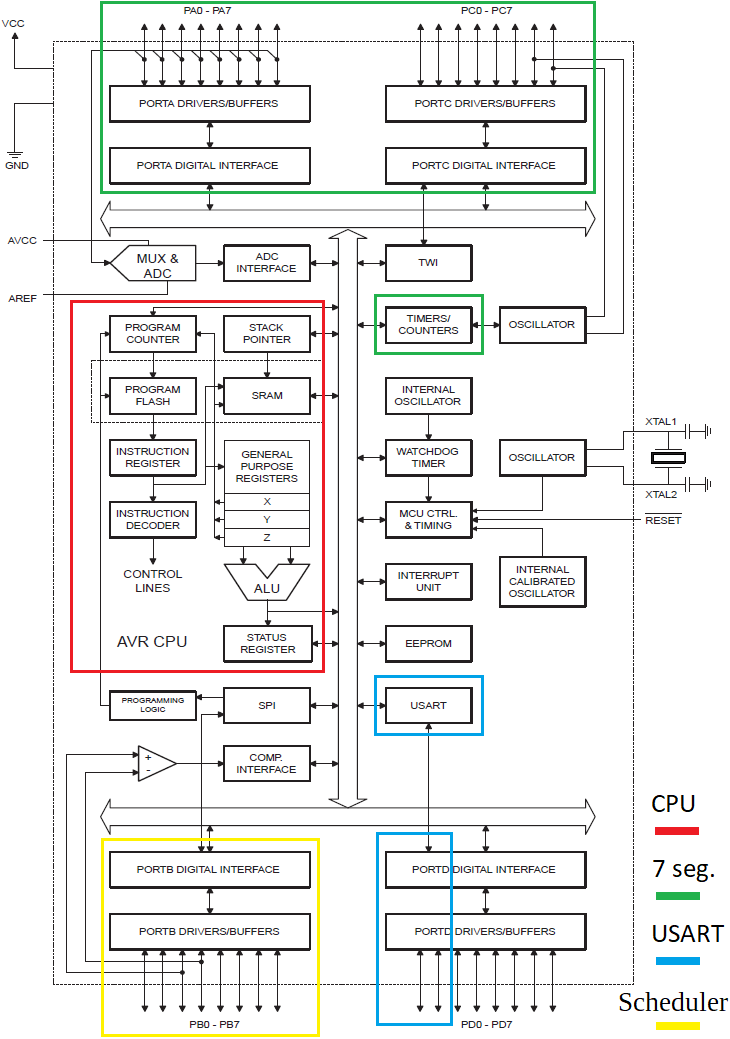 PA0 - PA7
PC0 - PC7
VCC
PORTA DRIVERS/BUFFERS
PORTC DRIVERS/BUFFERS
GND
PORTA DIGITAL INTERFACE
PORTC DIGITAL INTERFACE
AVCC
MUX &
ADC
ADC
INTERFACE
TWI
AREF
PROGRAM
COUNTER
STACK
POINTER
TIMERS/
COUNTERS
OSCILLATOR
PROGRAM
FLASH
SRAM
INTERNAL
OSCILLATOR
XTAL1
INSTRUCTION
REGISTER
GENERAL
PURPOSE
REGISTERS
WATCHDOG
TIMER
OSCILLATOR
XTAL2
X
Y
Z
INSTRUCTION
DECODER
MCU CTRL.
& TIMING
RESET
CONTROL
LINES
ALU
INTERRUPT
UNIT
INTERNAL
CALIBRATED
OSCILLATOR
AVR CPU
STATUS
REGISTER
EEPROM
PROGRAMMING
LOGIC
SPI
USART
+
-
COMP.
INTERFACE
CPU
7 seg.
USART
Scheduler
PORTB DIGITAL INTERFACE
PORTD DIGITAL INTERFACE
PORTB DRIVERS/BUFFERS
PORTD DRIVERS/BUFFERS
PB0 - PB7
PD0 - PD7